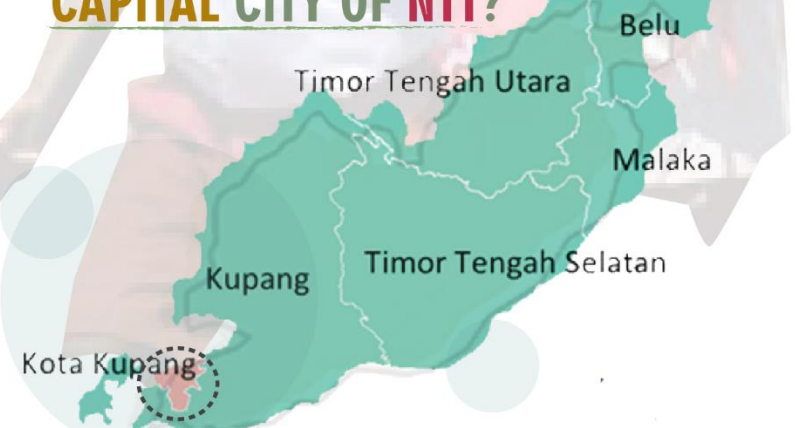 CAPITAL CITY OF NTT?
Belu
Timor Tengah Utara
Malaka
Timor Tengah Selatan
Kupang
Kota Kupang